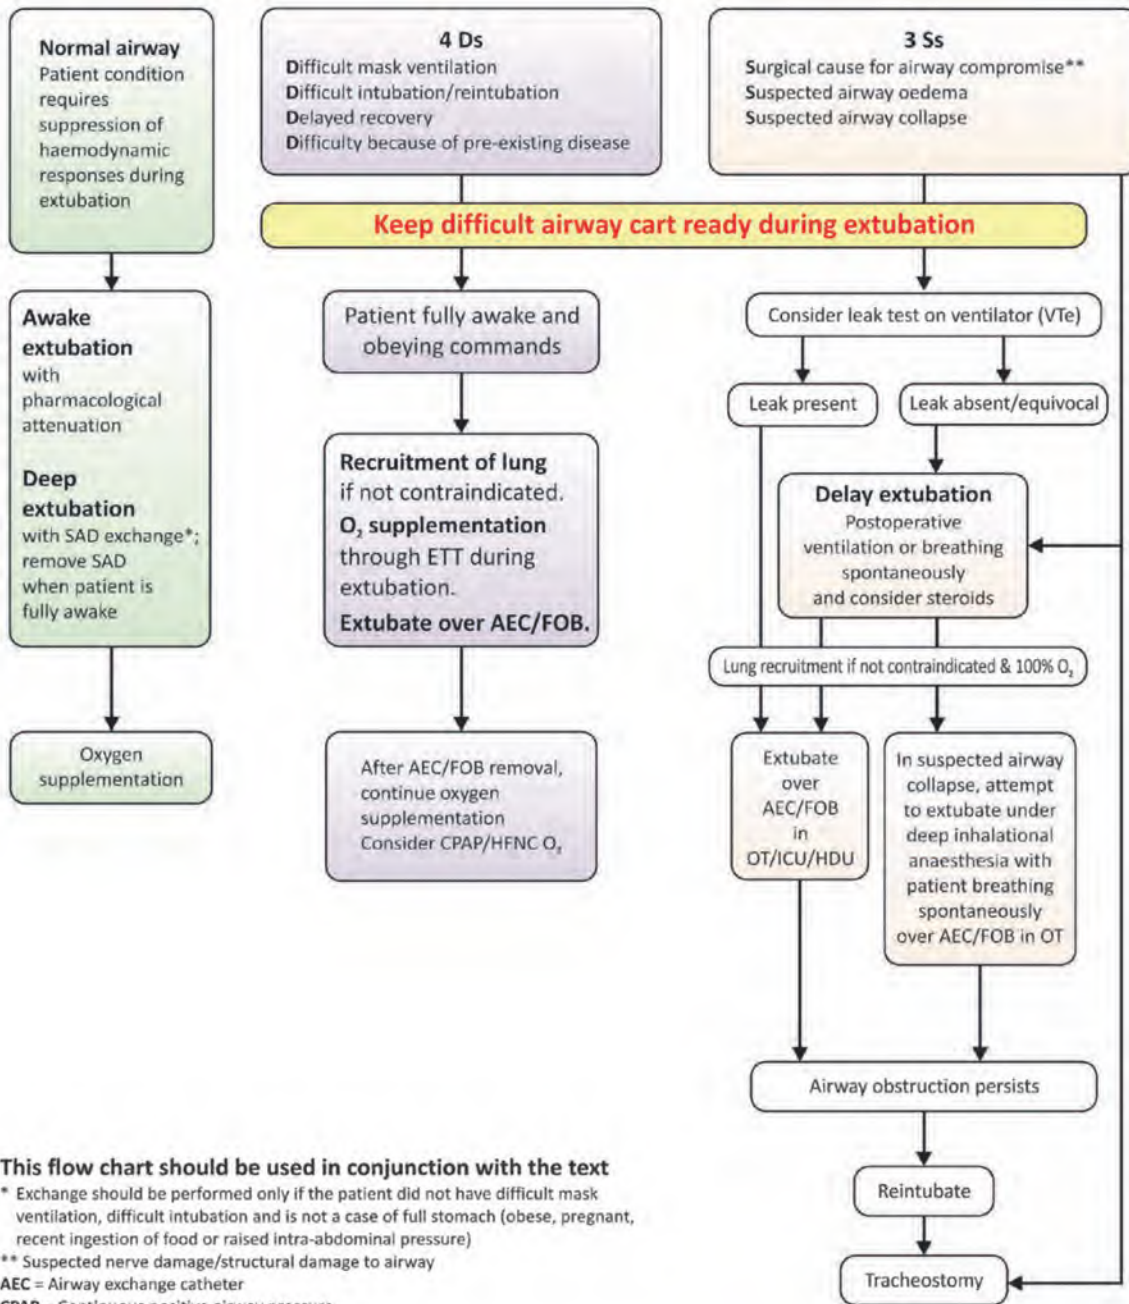 Normal airway
Patient condition
requires
suppression of
haemodynamic
responses during
extubation
4 Ds
Difficult mask ventilation
Difficult intubation/reintubation
Delayed recovery
Difficulty because of pre-existing disease
3 Ss
Surgical cause for airway compromise**
Suspected airway oedema
Suspected airway collapse
Keep difficult airway cart ready during extubation
Awake
extubation
with
pharmacological
attenuation
Deep
extubation
with SAD exchange*;
remove SAD
when patient is
fully awake
Oxygen
supplementation
Patient fully awake and
obeying commands
Recruitment of lung
if not contraindicated.
O₂ supplementation
through ETT during
extubation.
Extubate over AEC/FOB.
After AEC/FOB removal,
continue oxygen
supplementation
Consider CPAP/HFNC O₂
Consider leak test on ventilator (VTe)
Leak present
Leak absent/equivocal
Delay extubation
Postoperative
ventilation or breathing
spontaneously
and consider steroids
Lung recruitment if not contraindicated & 100% O₂
Extubate
over
AEC/FOB
in
OT/ICU/HDU
In suspected airway
collapse, attempt
to extubate under
deep inhalational
anaesthesia with
patient breathing
spontaneously
over AEC/FOB in OT
Airway obstruction persists
Reintubate
Tracheostomy
This flow chart should be used in conjunction with the text
* Exchange should be performed only if the patient did not have difficult mask
ventilation, difficult intubation and is not a case of full stomach (obese, pregnant,
recent ingestion of food or raised intra-abdominal pressure)
** Suspected nerve damage/structural damage to airway
AEC = Airway exchange catheter
CPAP = Continuous positive airway pressure